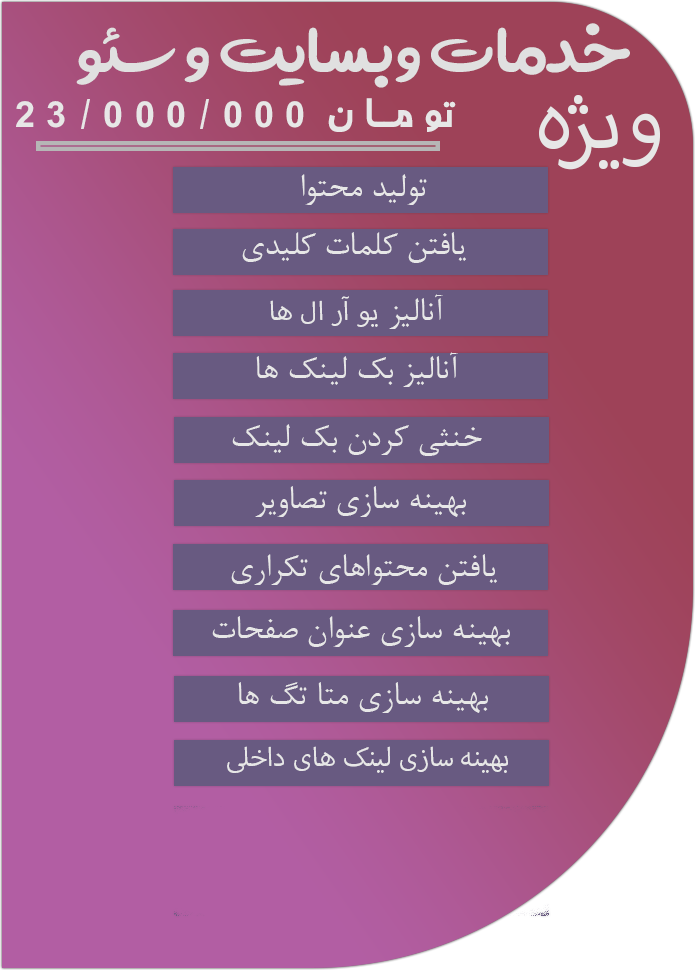 خدمات وبسایت و سئو
ویژه
23/000/000 تومان
تولید محتوا
یافتن کلمات کلیدی
آنالیز یو آر ال ها
آنالیز بک لینک ها
خنثی کردن بک لینک
بهینه سازی تصاویر
یافتن محتواهای تکراری
بهینه سازی عنوان صفحات
بهینه سازی متا تگ ها
بهینه سازی لینک های داخلی